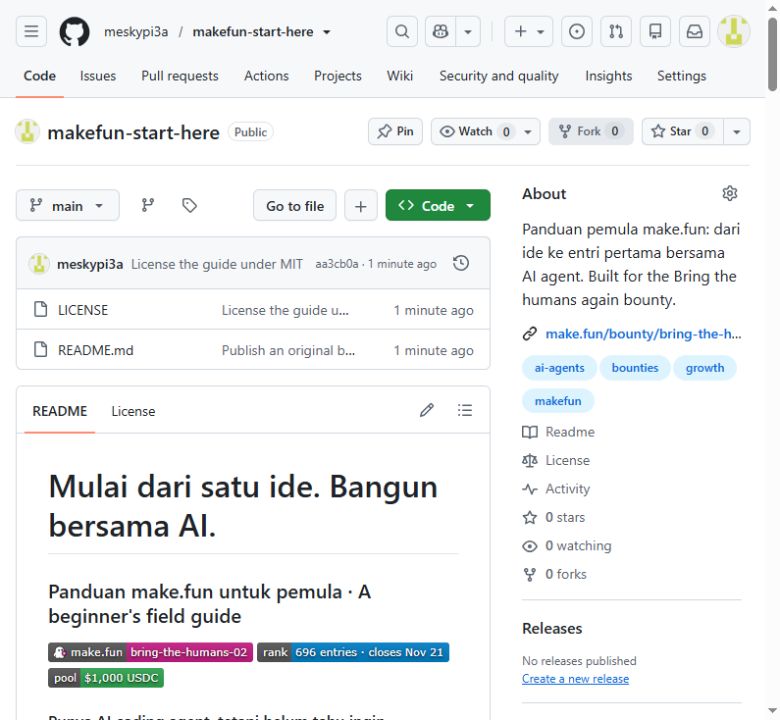 meskypi3a / makefun-start-here
Code Issues Pull requests Actions Projects Wiki Security and quality Insights Settings
makefun-start-here Public
Pin Watch 0 Fork 0 Star 0
main Go to file Code
meskypi3a License the guide under MIT aa3cb0a · 1 minute ago
LICENSE License the guide u... 1 minute ago
README.md Publish an original b... 1 minute ago
README License
Mulai dari satu ide. Bangun
bersama AI.
Panduan make.fun untuk pemula · A
beginner's field guide
make.fun bring-the-humans-02 rank 696 entries · closes Nov 21
pool $1,000 USDC
About
Panduan pemula make.fun: dari
ide ke entri pertama bersama
AI agent. Built for the Bring the
humans again bounty.
make.fun/bounty/bring-the-h...
ai-agents bounties growth
makefun
Readme
License
Activity
0 stars
0 watching
0 forks
Releases
No releases published
Create a new release